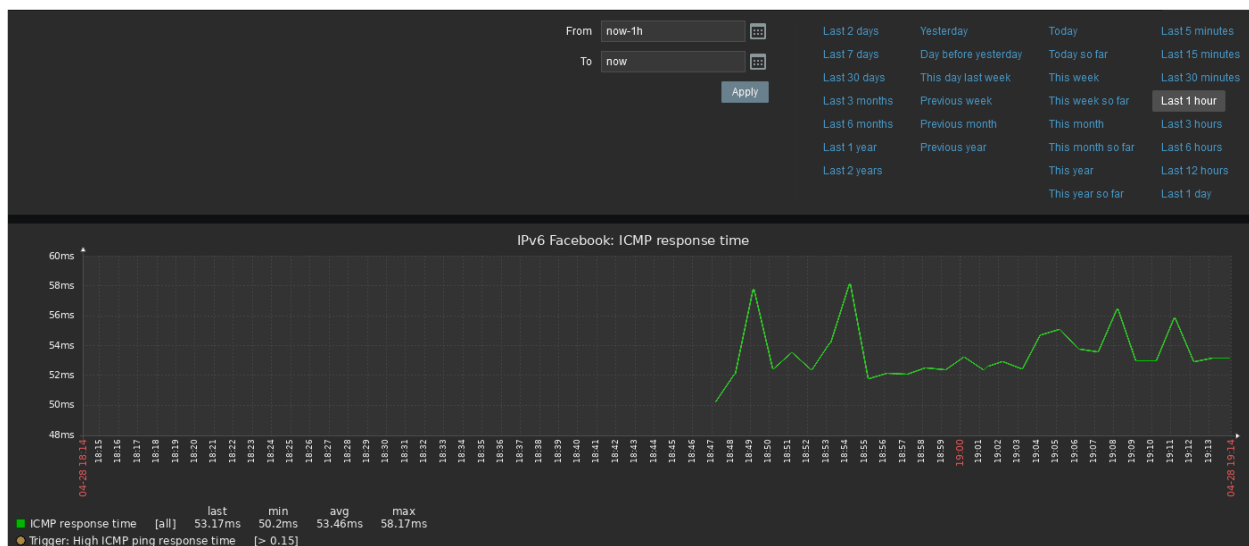 From now-1h
To now
Apply
Last 2 days Yesterday Today Last 5 minutes
Last 7 days Day before yesterday Today so far Last 15 minutes
Last 30 days This day last week This week Last 30 minutes
Last 3 months Previous week This week so far Last 1 hour
Last 6 months Previous month This month Last 3 hours
Last 1 year Previous year This month so far Last 6 hours
Last 2 years This year Last 12 hours
This year so far Last 1 day
IPv6 Facebook: ICMP response time
60ms
58ms
56ms
54ms
52ms
50ms
48ms
04-28 18:14 18:15 18:16 18:17 18:18 18:19 18:20 18:21 18:22 18:23 18:24 18:25 18:26 18:27 18:28 18:29 18:30 18:31 18:32 18:33 18:34 18:35 18:36 18:37 18:38 18:39 18:40 18:41 18:42 18:43 18:44 18:45 18:46 18:47 18:48 18:49 18:50 18:51 18:52 18:53 18:54 18:55 18:56 18:57 18:58 18:59 19:00 19:01 19:02 19:03 19:04 19:05 19:06 19:07 19:08 19:09 19:10 19:11 19:12 19:13 04-28 19:14
last min avg max
ICMP response time [all] 53.17ms 50.2ms 53.46ms 58.17ms
Trigger: High ICMP ping response time [> 0.15]